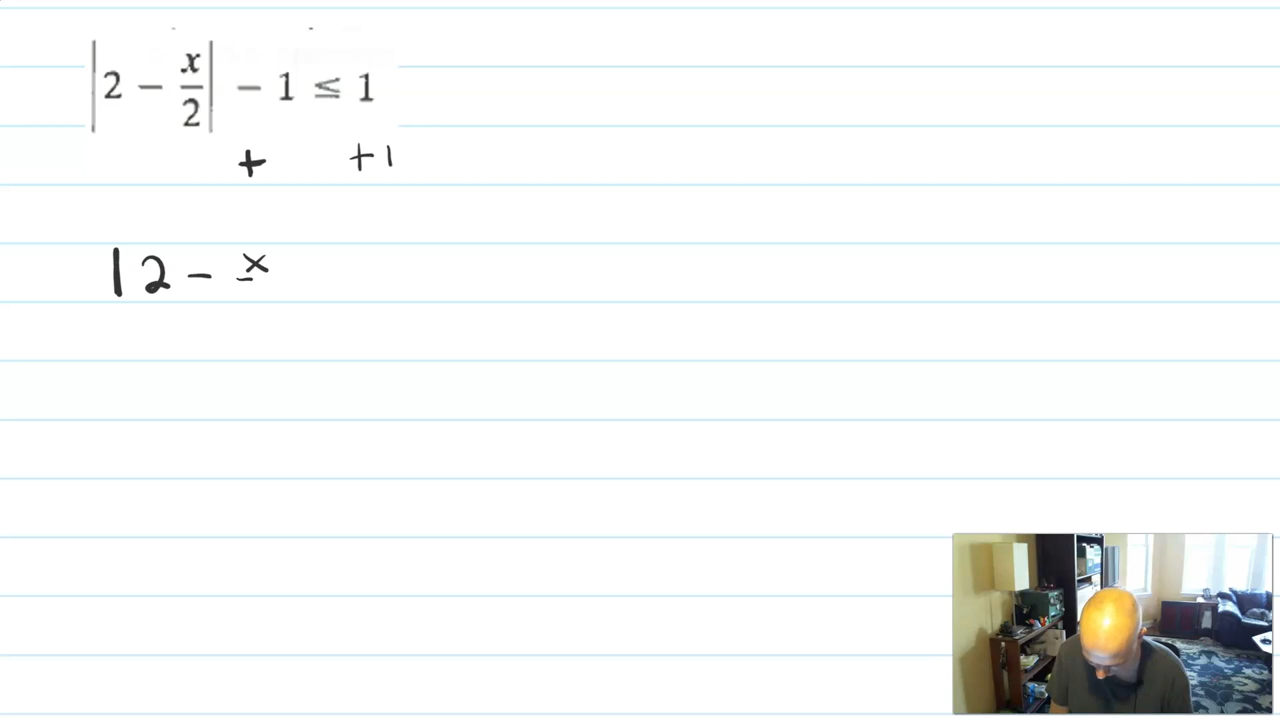 |2 - x/2| - 1 ≤ 1
+ +1
|2 - x